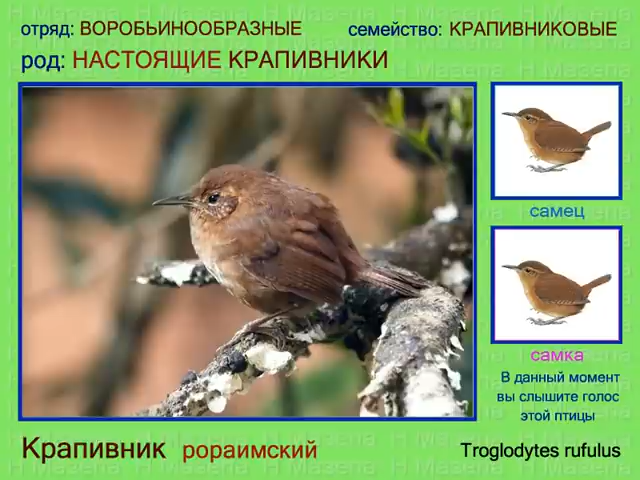 отряд: ВОРОБЬИНООБРАЗНЫЕ
семейство: КРАПИВНИКОВЫЕ
род: НАСТОЯЩИЕ КРАПИВНИКИ
самец
самка
В данный момент
вы слышите голос
этой птицы
Крапивник рораимский
Troglodytes rufulus